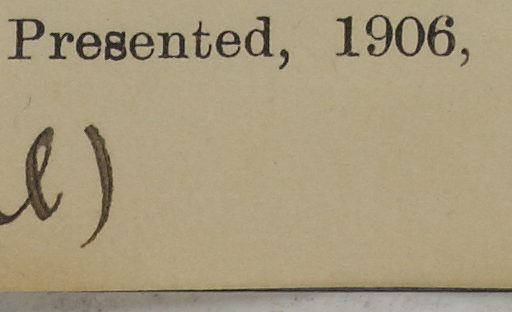 Presented, 1906,
l)